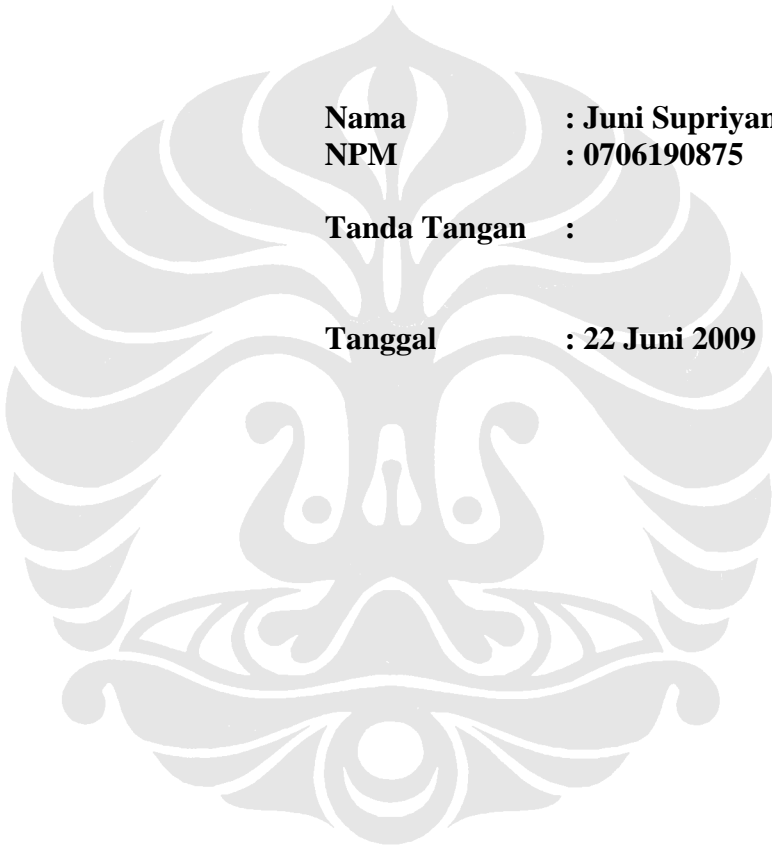 Nama : Juni Supriyan
NPM : 0706190875
Tanda Tangan :
Tanggal : 22 Juni 2009